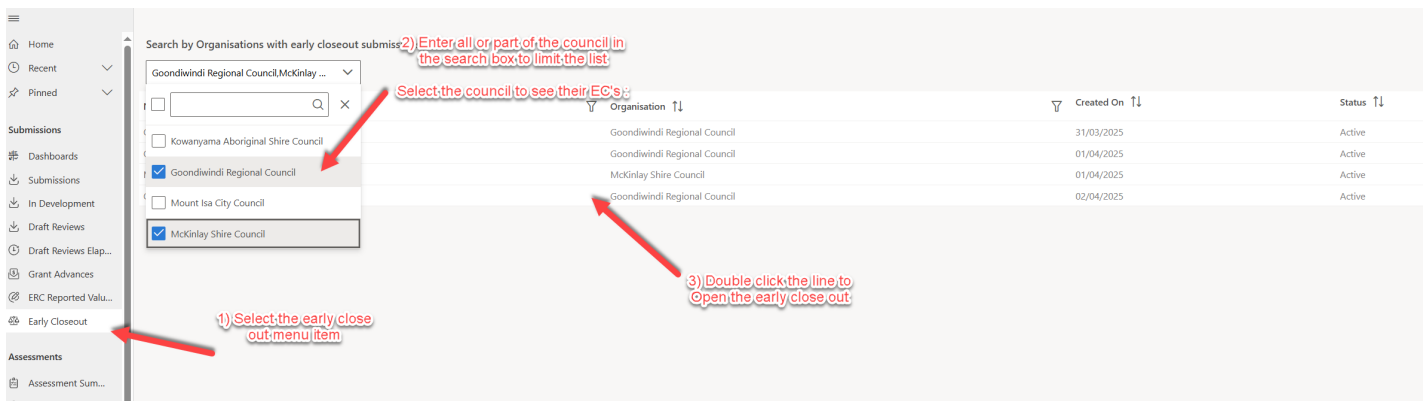 Home
Recent
Pinned
Submissions
Dashboards
Submissions
In Development
Draft Reviews
Draft Reviews Elap...
Grant Advances
ERC Reported Valu...
Early Closeout
Assessments
Assessment Sum...
Search by Organisations with early closeout submiss
Goondiwindi Regional Council,McKinlay ...
Kowanyama Aboriginal Shire Council
Goondiwindi Regional Council
Mount Isa City Council
McKinlay Shire Council
2) Enter all or part of the council in
the search box to limit the list
Select the council to see their EC's :
Organisation ↑↓ Created On ↑↓ Status ↑↓
Goondiwindi Regional Council 31/03/2025 Active
Goondiwindi Regional Council 01/04/2025 Active
McKinlay Shire Council 01/04/2025 Active
Goondiwindi Regional Council 02/04/2025 Active
3) Double click the line to
Open the early close out
1) Select the early close
out menu item